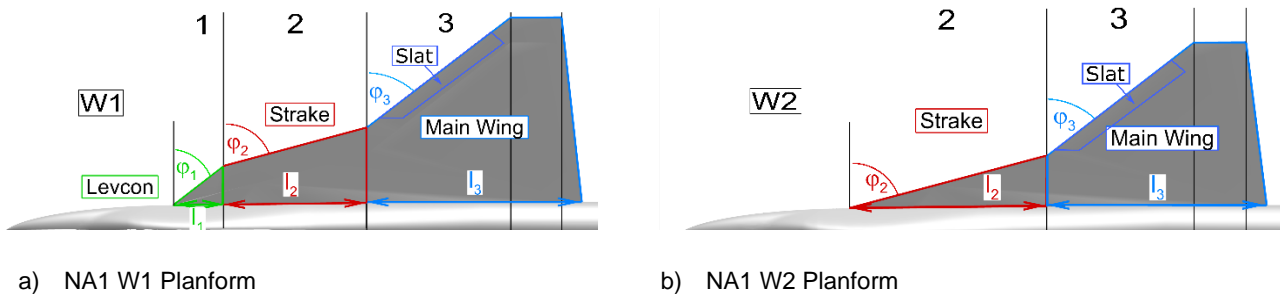 1 2 3
Slat
φ3
W1
Strake
φ2
Main Wing
φ1
Levcon
l2
l3
l1
a) NA1 W1 Planform
2 3
Slat
φ3
W2
Strake
Main Wing
φ2
l2
l3
b) NA1 W2 Planform